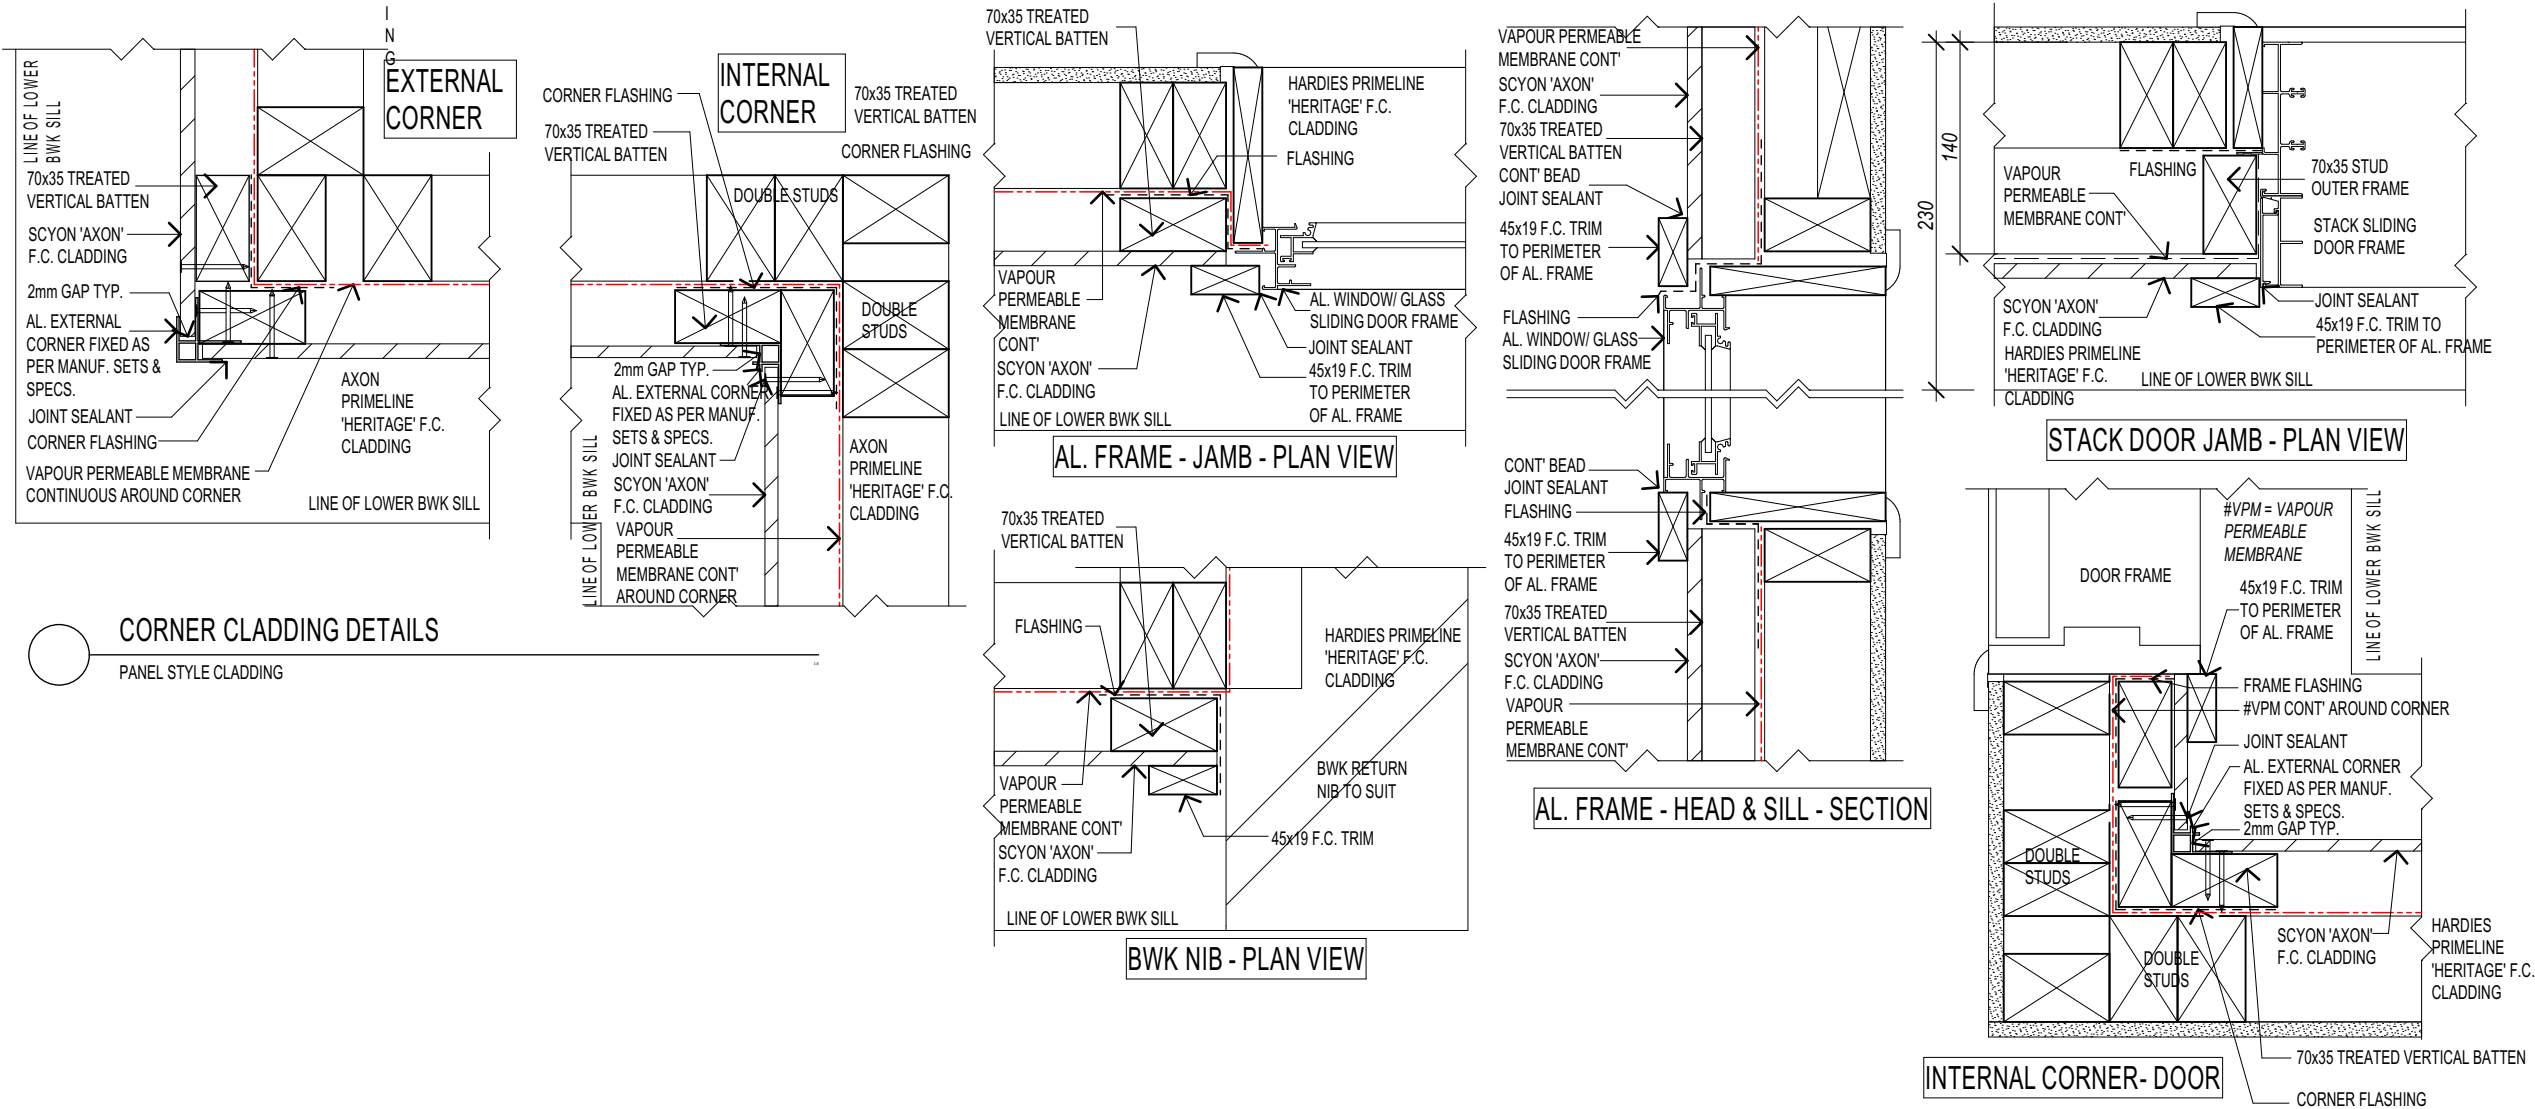 I
N
G
EXTERNAL
CORNER
LINE OF LOWER
BWK SILL
70x35 TREATED
VERTICAL BATTEN
SCYON 'AXON'
F.C. CLADDING
2mm GAP TYP.
AL. EXTERNAL
CORNER FIXED AS
PER MANUF. SETS &
SPECS.
JOINT SEALANT
CORNER FLASHING
VAPOUR PERMEABLE MEMBRANE
CONTINUOUS AROUND CORNER
AXON
PRIMELINE
'HERITAGE' F.C.
CLADDING
LINE OF LOWER BWK SILL
INTERNAL
CORNER
CORNER FLASHING
70x35 TREATED
VERTICAL BATTEN
70x35 TREATED
VERTICAL BATTEN
CORNER FLASHING
DOUBLE STUDS
DOUBLE
STUDS
2mm GAP TYP.
AL. EXTERNAL CORNER
FIXED AS PER MANUF.
SETS & SPECS.
JOINT SEALANT
SCYON 'AXON'
F.C. CLADDING
VAPOUR
PERMEABLE
MEMBRANE CONT'
AROUND CORNER
LINE OF LOWER BWK SILL
AXON
PRIMELINE
'HERITAGE' F.C.
CLADDING
CORNER CLADDING DETAILS
PANEL STYLE CLADDING
70x35 TREATED
VERTICAL BATTEN
HARDIES PRIMELINE
'HERITAGE' F.C.
CLADDING
FLASHING
VAPOUR
PERMEABLE
MEMBRANE
CONT'
SCYON 'AXON'
F.C. CLADDING
LINE OF LOWER BWK SILL
AL. WINDOW/ GLASS
SLIDING DOOR FRAME
JOINT SEALANT
45x19 F.C. TRIM
TO PERIMETER
OF AL. FRAME
AL. FRAME - JAMB - PLAN VIEW
70x35 TREATED
VERTICAL BATTEN
FLASHING
HARDIES PRIMELINE
'HERITAGE' F.C.
CLADDING
BWK RETURN
NIB TO SUIT
VAPOUR
PERMEABLE
MEMBRANE CONT'
SCYON 'AXON'
F.C. CLADDING
45x19 F.C. TRIM
LINE OF LOWER BWK SILL
BWK NIB - PLAN VIEW
VAPOUR PERMEABLE
MEMBRANE CONT'
SCYON 'AXON'
F.C. CLADDING
70x35 TREATED
VERTICAL BATTEN
CONT' BEAD
JOINT SEALANT
45x19 F.C. TRIM
TO PERIMETER
OF AL. FRAME
FLASHING
AL. WINDOW/ GLASS
SLIDING DOOR FRAME
CONT' BEAD
JOINT SEALANT
FLASHING
45x19 F.C. TRIM
TO PERIMETER
OF AL. FRAME
70x35 TREATED
VERTICAL BATTEN
SCYON 'AXON'
F.C. CLADDING
VAPOUR
PERMEABLE
MEMBRANE CONT'
AL. FRAME - HEAD & SILL - SECTION
230
140
VAPOUR
PERMEABLE
MEMBRANE CONT'
FLASHING
70x35 STUD
OUTER FRAME
STACK SLIDING
DOOR FRAME
SCYON 'AXON'
F.C. CLADDING
HARDIES PRIMELINE
'HERITAGE' F.C.
CLADDING
JOINT SEALANT
45x19 F.C. TRIM TO
PERIMETER OF AL. FRAME
LINE OF LOWER BWK SILL
STACK DOOR JAMB - PLAN VIEW
#VPM = VAPOUR
PERMEABLE
MEMBRANE
DOOR FRAME
45x19 F.C. TRIM
TO PERIMETER
OF AL. FRAME
LINE OF LOWER BWK SILL
FRAME FLASHING
#VPM CONT' AROUND CORNER
JOINT SEALANT
AL. EXTERNAL CORNER
FIXED AS PER MANUF.
SETS & SPECS.
2mm GAP TYP.
DOUBLE
STUDS
DOUBLE
STUDS
SCYON 'AXON'
F.C. CLADDING
HARDIES
PRIMELINE
'HERITAGE' F.C.
CLADDING
70x35 TREATED VERTICAL BATTEN
CORNER FLASHING
INTERNAL CORNER- DOOR